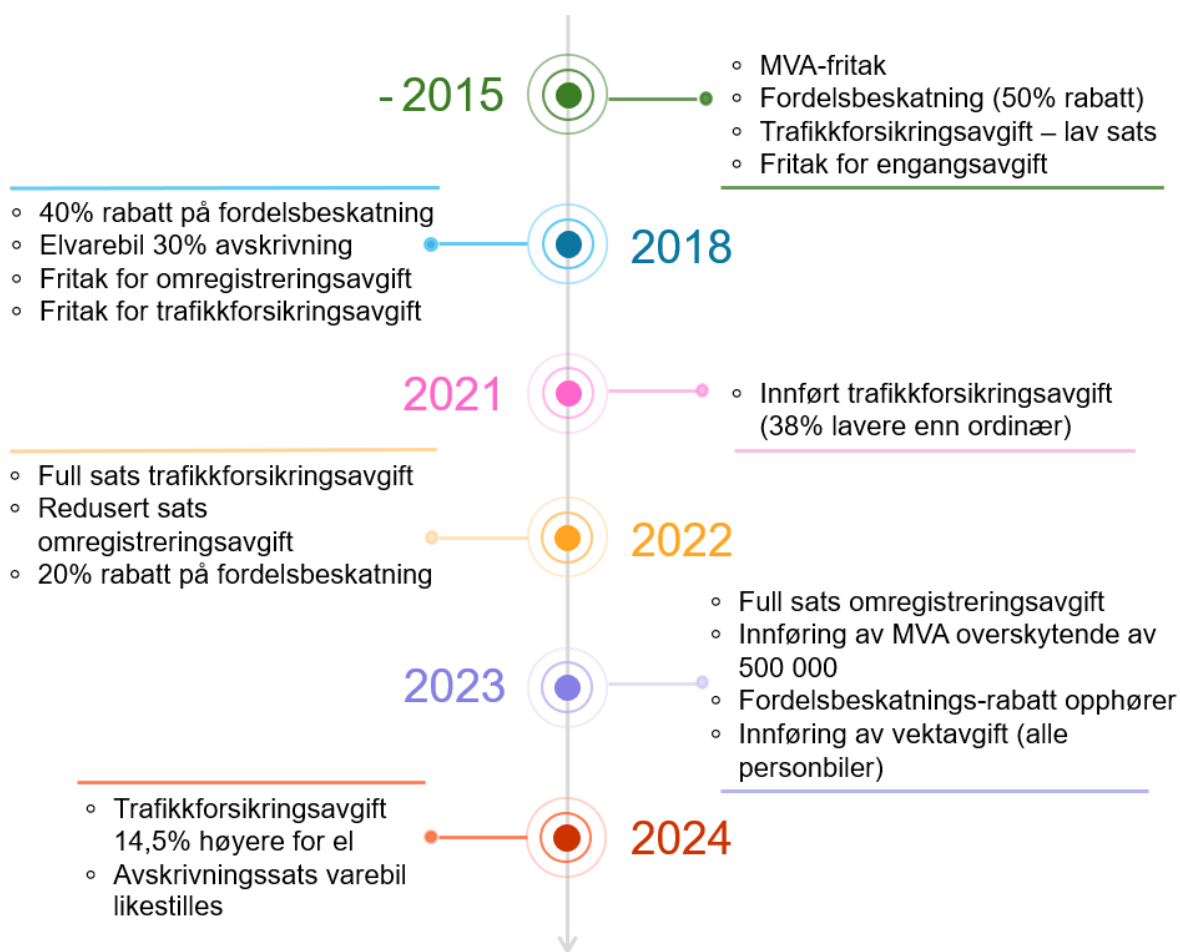 - 2015
◦ MVA-fritak
◦ Fordelsbeskatning (50% rabatt)
◦ Trafikkforsikringsavgift – lav sats
◦ Fritak for engangsavgift
2018
◦ 40% rabatt på fordelsbeskatning
◦ Elvarebil 30% avskrivning
◦ Fritak for omregistreringsavgift
◦ Fritak for trafikkforsikringsavgift
2021
◦ Innført trafikkforsikringsavgift
(38% lavere enn ordinær)
2022
◦ Full sats trafikkforsikringsavgift
◦ Redusert sats
omregistreringsavgift
◦ 20% rabatt på fordelsbeskatning
2023
◦ Full sats omregistreringsavgift
◦ Innføring av MVA overskytende av
500 000
◦ Fordelsbeskatnings-rabatt opphører
◦ Innføring av vektavgift (alle
personbiler)
2024
◦ Trafikkforsikringsavgift
14,5% høyere for el
◦ Avskrivningssats varebil
likestilles